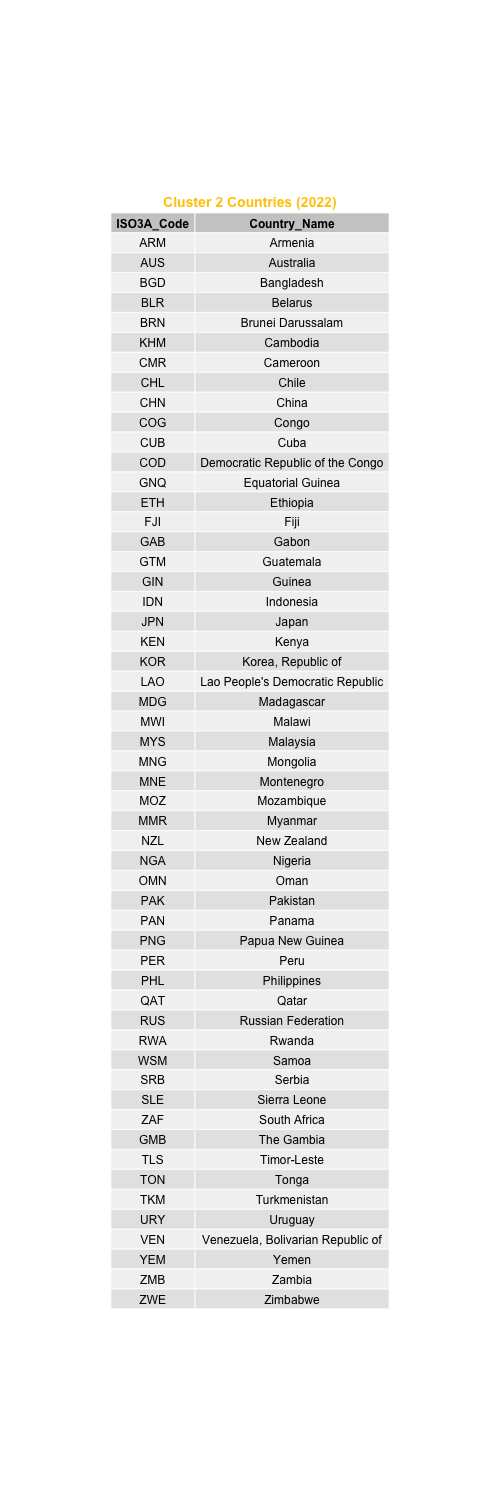 Cluster 2 Countries (2022)
ISO3A_Code Country_Name
ARM Armenia
AUS Australia
BGD Bangladesh
BLR Belarus
BRN Brunei Darussalam
KHM Cambodia
CMR Cameroon
CHL Chile
CHN China
COG Congo
CUB Cuba
COD Democratic Republic of the Congo
GNQ Equatorial Guinea
ETH Ethiopia
FJI Fiji
GAB Gabon
GTM Guatemala
GIN Guinea
IDN Indonesia
JPN Japan
KEN Kenya
KOR Korea, Republic of
LAO Lao People's Democratic Republic
MDG Madagascar
MWI Malawi
MYS Malaysia
MNG Mongolia
MNE Montenegro
MOZ Mozambique
MMR Myanmar
NZL New Zealand
NGA Nigeria
OMN Oman
PAK Pakistan
PAN Panama
PNG Papua New Guinea
PER Peru
PHL Philippines
QAT Qatar
RUS Russian Federation
RWA Rwanda
WSM Samoa
SRB Serbia
SLE Sierra Leone
ZAF South Africa
GMB The Gambia
TLS Timor-Leste
TON Tonga
TKM Turkmenistan
URY Uruguay
VEN Venezuela, Bolivarian Republic of
YEM Yemen
ZMB Zambia
ZWE Zimbabwe